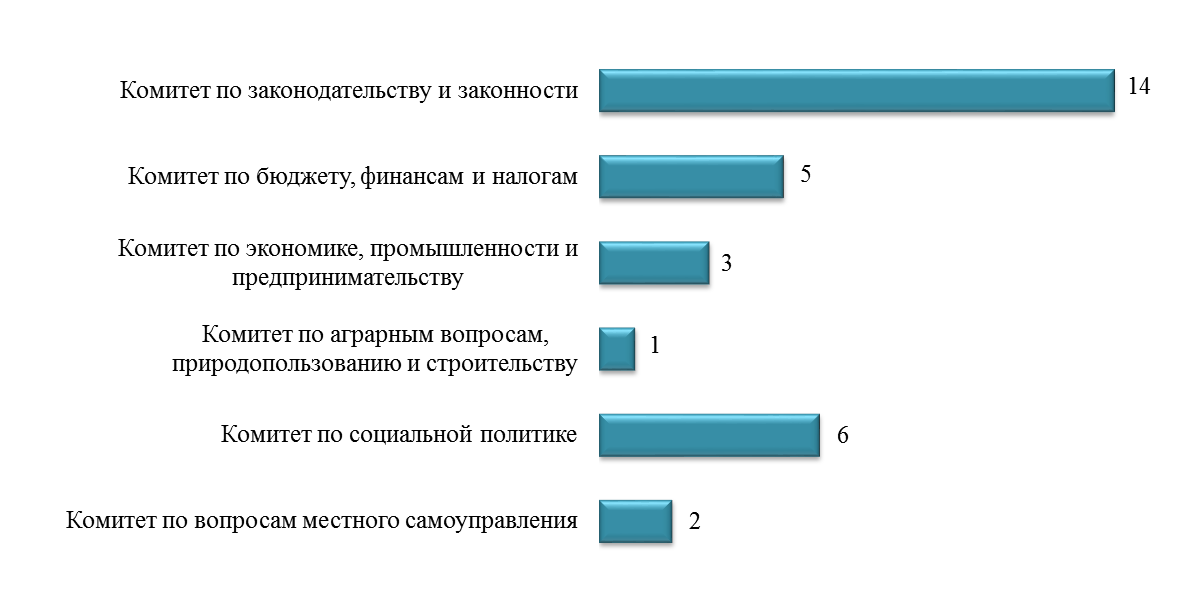 Комитет по законодательству и законности
14
Комитет по бюджету, финансам и налогам
5
Комитет по экономике, промышленности и
предпринимательству
3
Комитет по аграрным вопросам,
природопользованию и строительству
1
Комитет по социальной политике
6
Комитет по вопросам местного самоуправления
2